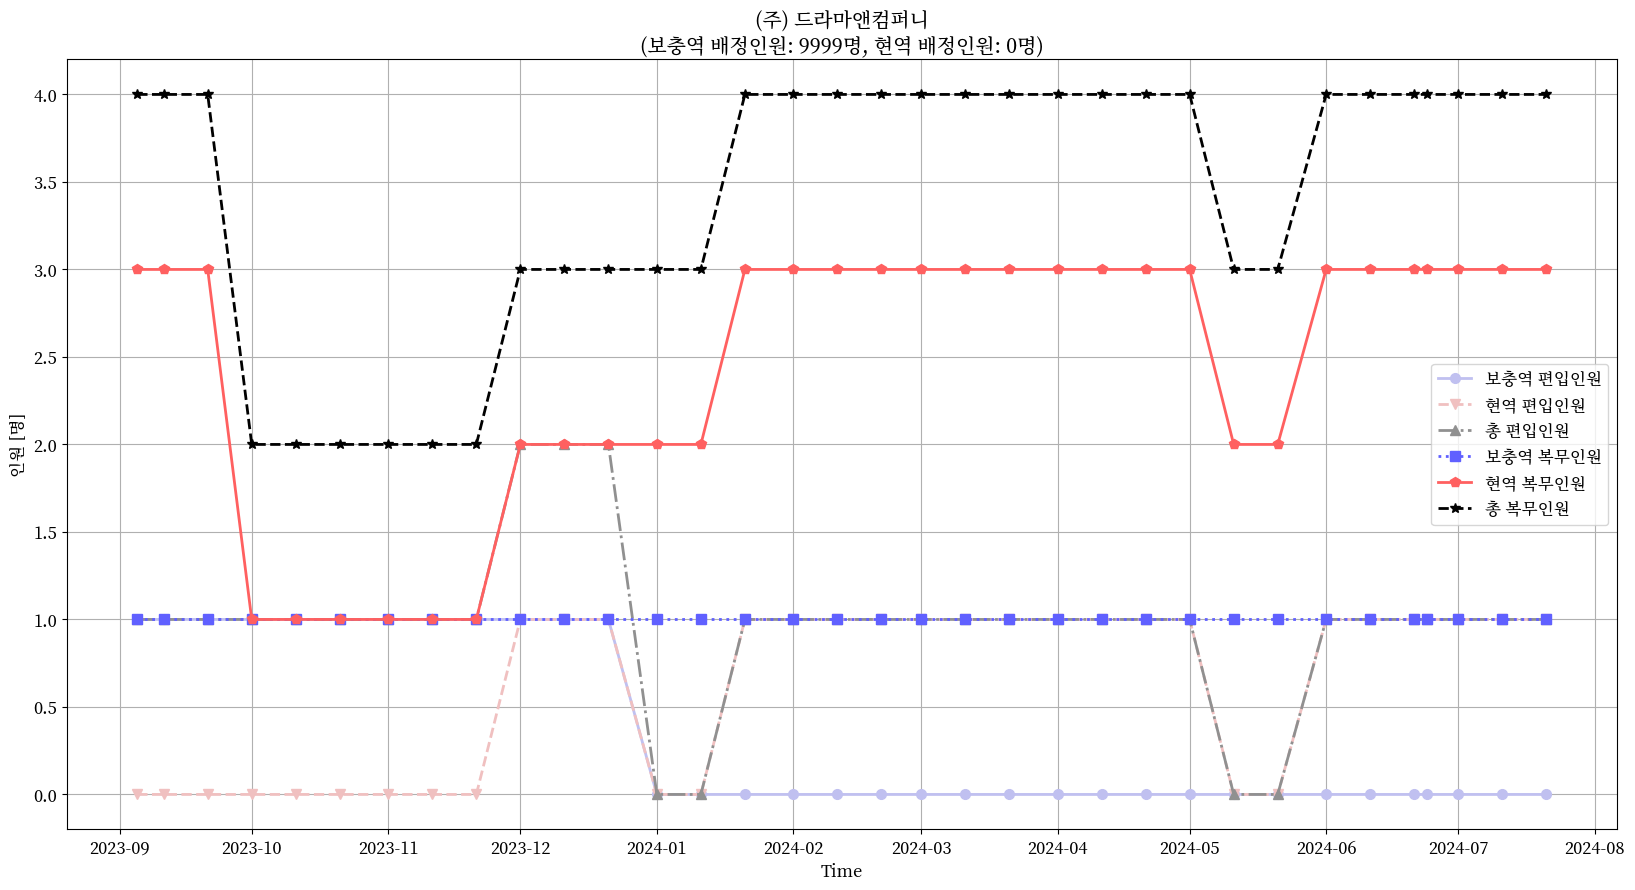 (주) 드라마앤컴퍼니
(보충역 배정인원: 9999명, 현역 배정인원: 0명)
인원 [명]
4.0
3.5
3.0
2.5
2.0
1.5
1.0
0.5
0.0
보충역 편입인원
현역 편입인원
총 편입인원
보충역 복무인원
현역 복무인원
총 복무인원
2023-09 2023-10 2023-11 2023-12 2024-01 2024-02 2024-03 2024-04 2024-05 2024-06 2024-07 2024-08
Time